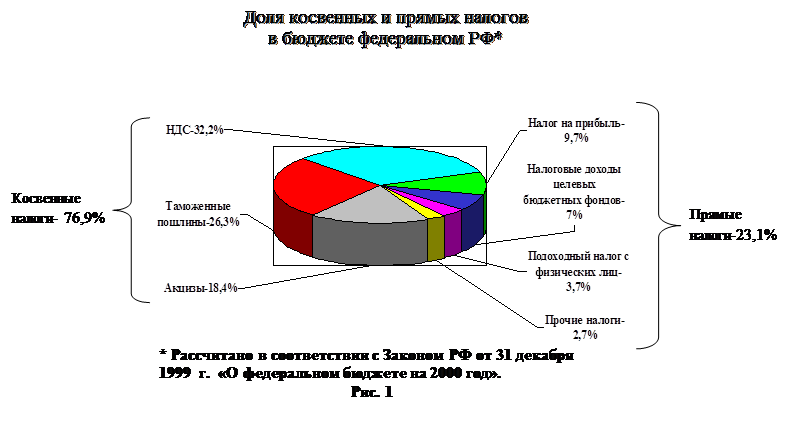 Доля косвенных и прямых налогов
в бюджете федеральном РФ*
НДС-32,2%
Таможенные
пошлины-26,3%
Акцизы-18,4%
Косвенные
налоги- 76,9%
Налог на прибыль-
9,7%
Налоговые доходы
целевых
бюджетных фондов-
7%
Подоходный налог с
физических лиц-
3,7%
Прочие налоги-
2,7%
Прямые
налоги-23,1%
* Рассчитано в соответствии с Законом РФ от 31 декабря
1999 г. «О федеральном бюджете на 2000 год».
Рис. 1